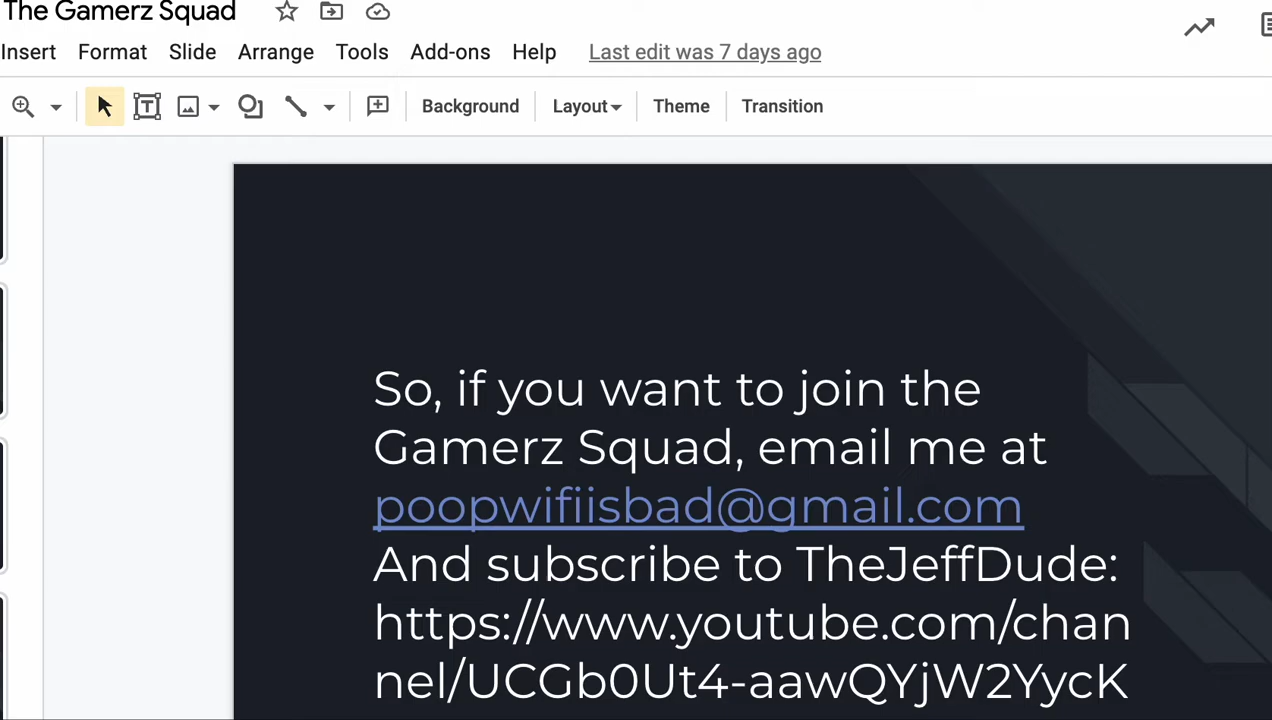 The Gamerz Squad
Insert Format Slide Arrange Tools Add-ons Help Last edit was 7 days ago
Background Layout Theme Transition
So, if you want to join the
Gamerz Squad, email me at
poopwifiisbad@gmail.com
And subscribe to TheJeffDude:
https://www.youtube.com/chan
nel/UCGb0Ut4-aawQYjW2YycK